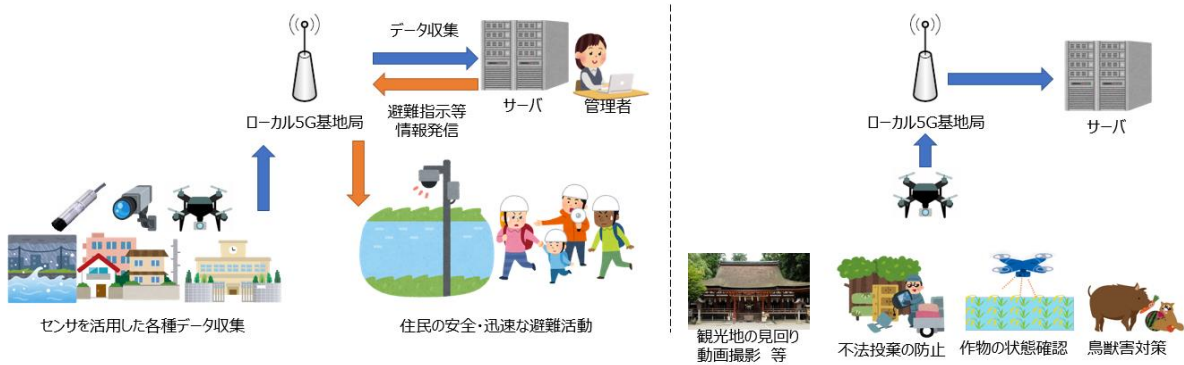 データ収集
サーバ
管理者
ローカル5G基地局
避難指示等
情報発信
センサを活用した各種データ収集
住民の安全・迅速な避難活動
ローカル5G基地局
サーバ
観光地の見回り
動画撮影 等
不法投棄の防止
作物の状態確認
鳥獣害対策